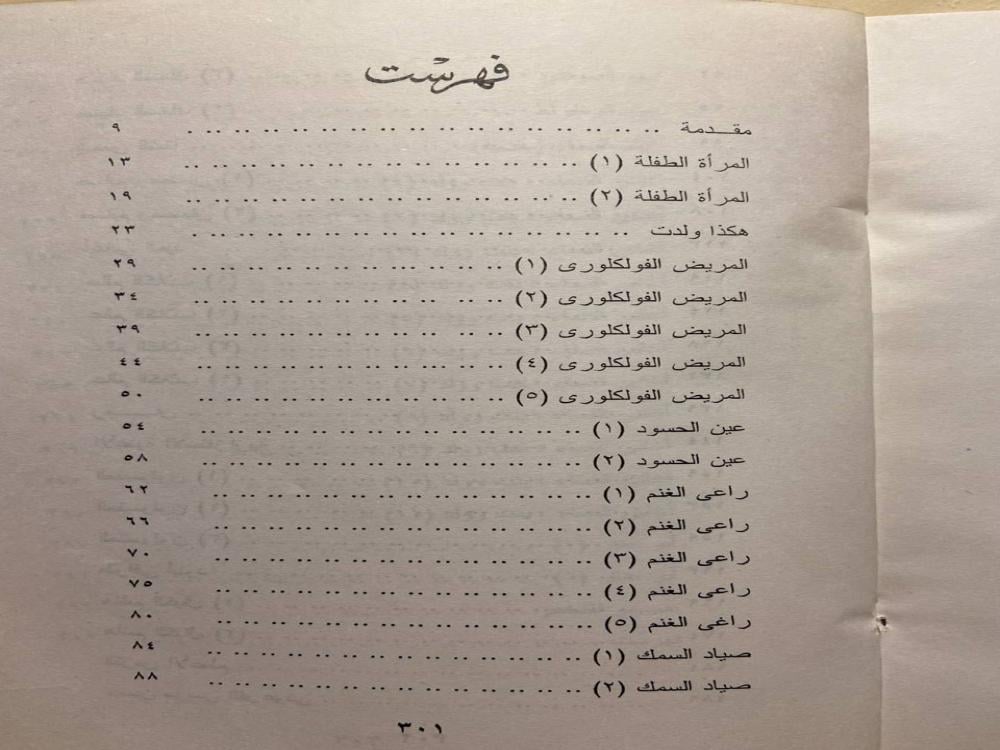 فهرست
مقدمة .. .. .. .. .. .. .. .. .. .. .. .. .. ٩
المرأة الطفلة (١) .. .. .. .. .. .. .. .. .. .. .. ١٣
المرأة الطفلة (٢) .. .. .. .. .. .. .. .. .. .. .. ١٩
هكذا ولدت .. .. .. .. .. .. .. .. .. .. .. .. ٢٣
المريض الفولكلورى (١) .. .. .. .. .. .. .. .. .. ٢٩
المريض الفولكلورى (٢) .. .. .. .. .. .. .. .. .. ٣٤
المريض الفولكلورى (٣) .. .. .. .. .. .. .. .. .. ٣٩
المريض الفولكلورى (٤) .. .. .. .. .. .. .. .. .. ٤٤
المريض الفولكلورى (٥) .. .. .. .. .. .. .. .. .. ٥٠
عين الحسود (١) .. .. .. .. .. .. .. .. .. .. .. ٥٤
عين الحسود (٢) .. .. .. .. .. .. .. .. .. .. .. ٥٨
راعى الغنم (١) .. .. .. .. .. .. .. .. .. .. .. ٦٢
راعى الغنم (٢) .. .. .. .. .. .. .. .. .. .. .. ٦٦
راعى الغنم (٣) .. .. .. .. .. .. .. .. .. .. .. ٧٠
راعى الغنم (٤) .. .. .. .. .. .. .. .. .. .. .. ٧٥
راغى الغنم (٥) .. .. .. .. .. .. .. .. .. .. .. ٨٠
صياد السمك (١) .. .. .. .. .. .. .. .. .. .. .. ٨٤
صياد السمك (٢) .. .. .. .. .. .. .. .. .. .. .. ٨٨
٣٠١